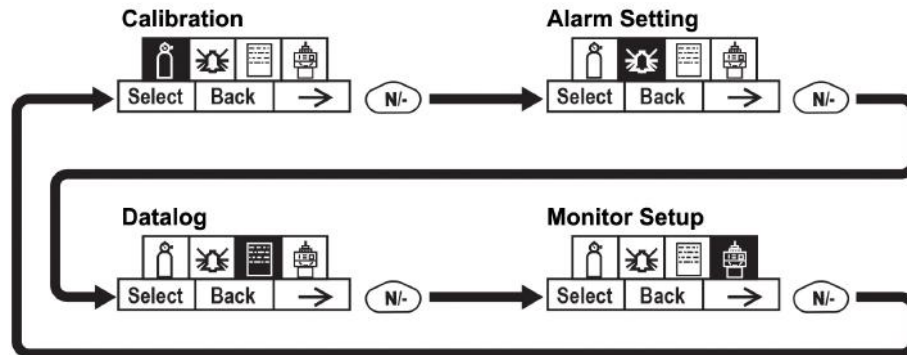 Calibration
Alarm Setting
Select Back → N/-
Select Back → N/-
Datalog
Monitor Setup
Select Back → N/-
Select Back → N/-